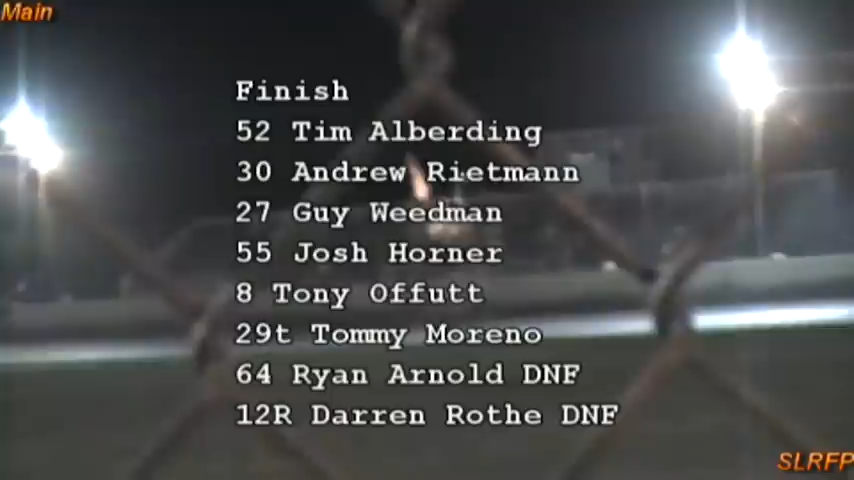 Main
Finish
52 Tim Alberding
30 Andrew Rietmann
27 Guy Weedman
55 Josh Horner
8 Tony Offutt
29t Tommy Moreno
64 Ryan Arnold DNF
12R Darren Rothe DNF
SLRFP